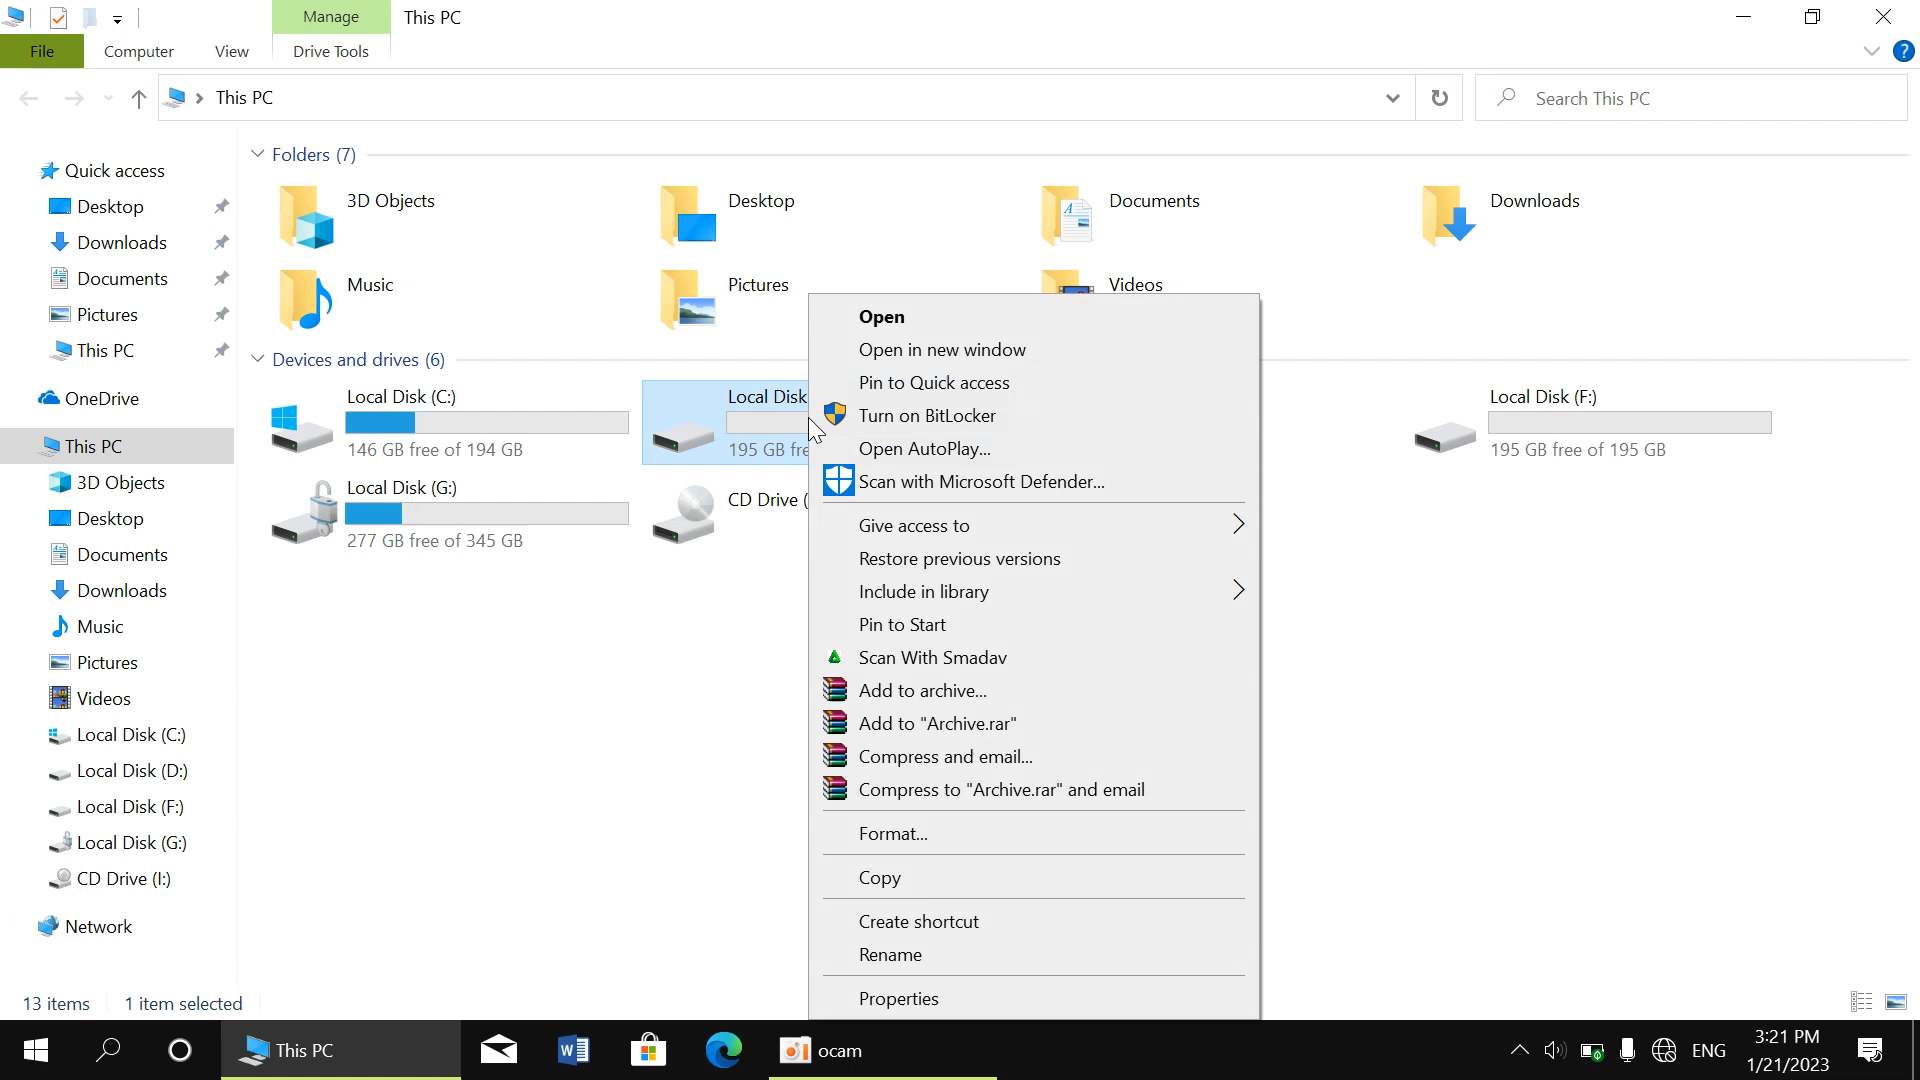 Manage
This PC
File
Computer
View
Drive Tools
This PC
Search This PC
Quick access
Desktop
Downloads
Documents
Pictures
This PC
OneDrive
This PC
3D Objects
Desktop
Documents
Downloads
Music
Pictures
Videos
Local Disk (C:)
Local Disk (D:)
Local Disk (F:)
Local Disk (G:)
CD Drive (I:)
Network
Folders (7)
3D Objects
Desktop
Documents
Downloads
Music
Pictures
Videos
Devices and drives (6)
Local Disk (C:)
146 GB free of 194 GB
Local Disk
195 GB fre
Local Disk (F:)
195 GB free of 195 GB
Local Disk (G:)
277 GB free of 345 GB
CD Drive (
Open
Open in new window
Pin to Quick access
Turn on BitLocker
Open AutoPlay...
Scan with Microsoft Defender...
Give access to
Restore previous versions
Include in library
Pin to Start
Scan With Smadav
Add to archive...
Add to "Archive.rar"
Compress and email...
Compress to "Archive.rar" and email
Format...
Copy
Create shortcut
Rename
Properties
13 items
1 item selected
This PC
ocam
ENG
3:21 PM
1/21/2023